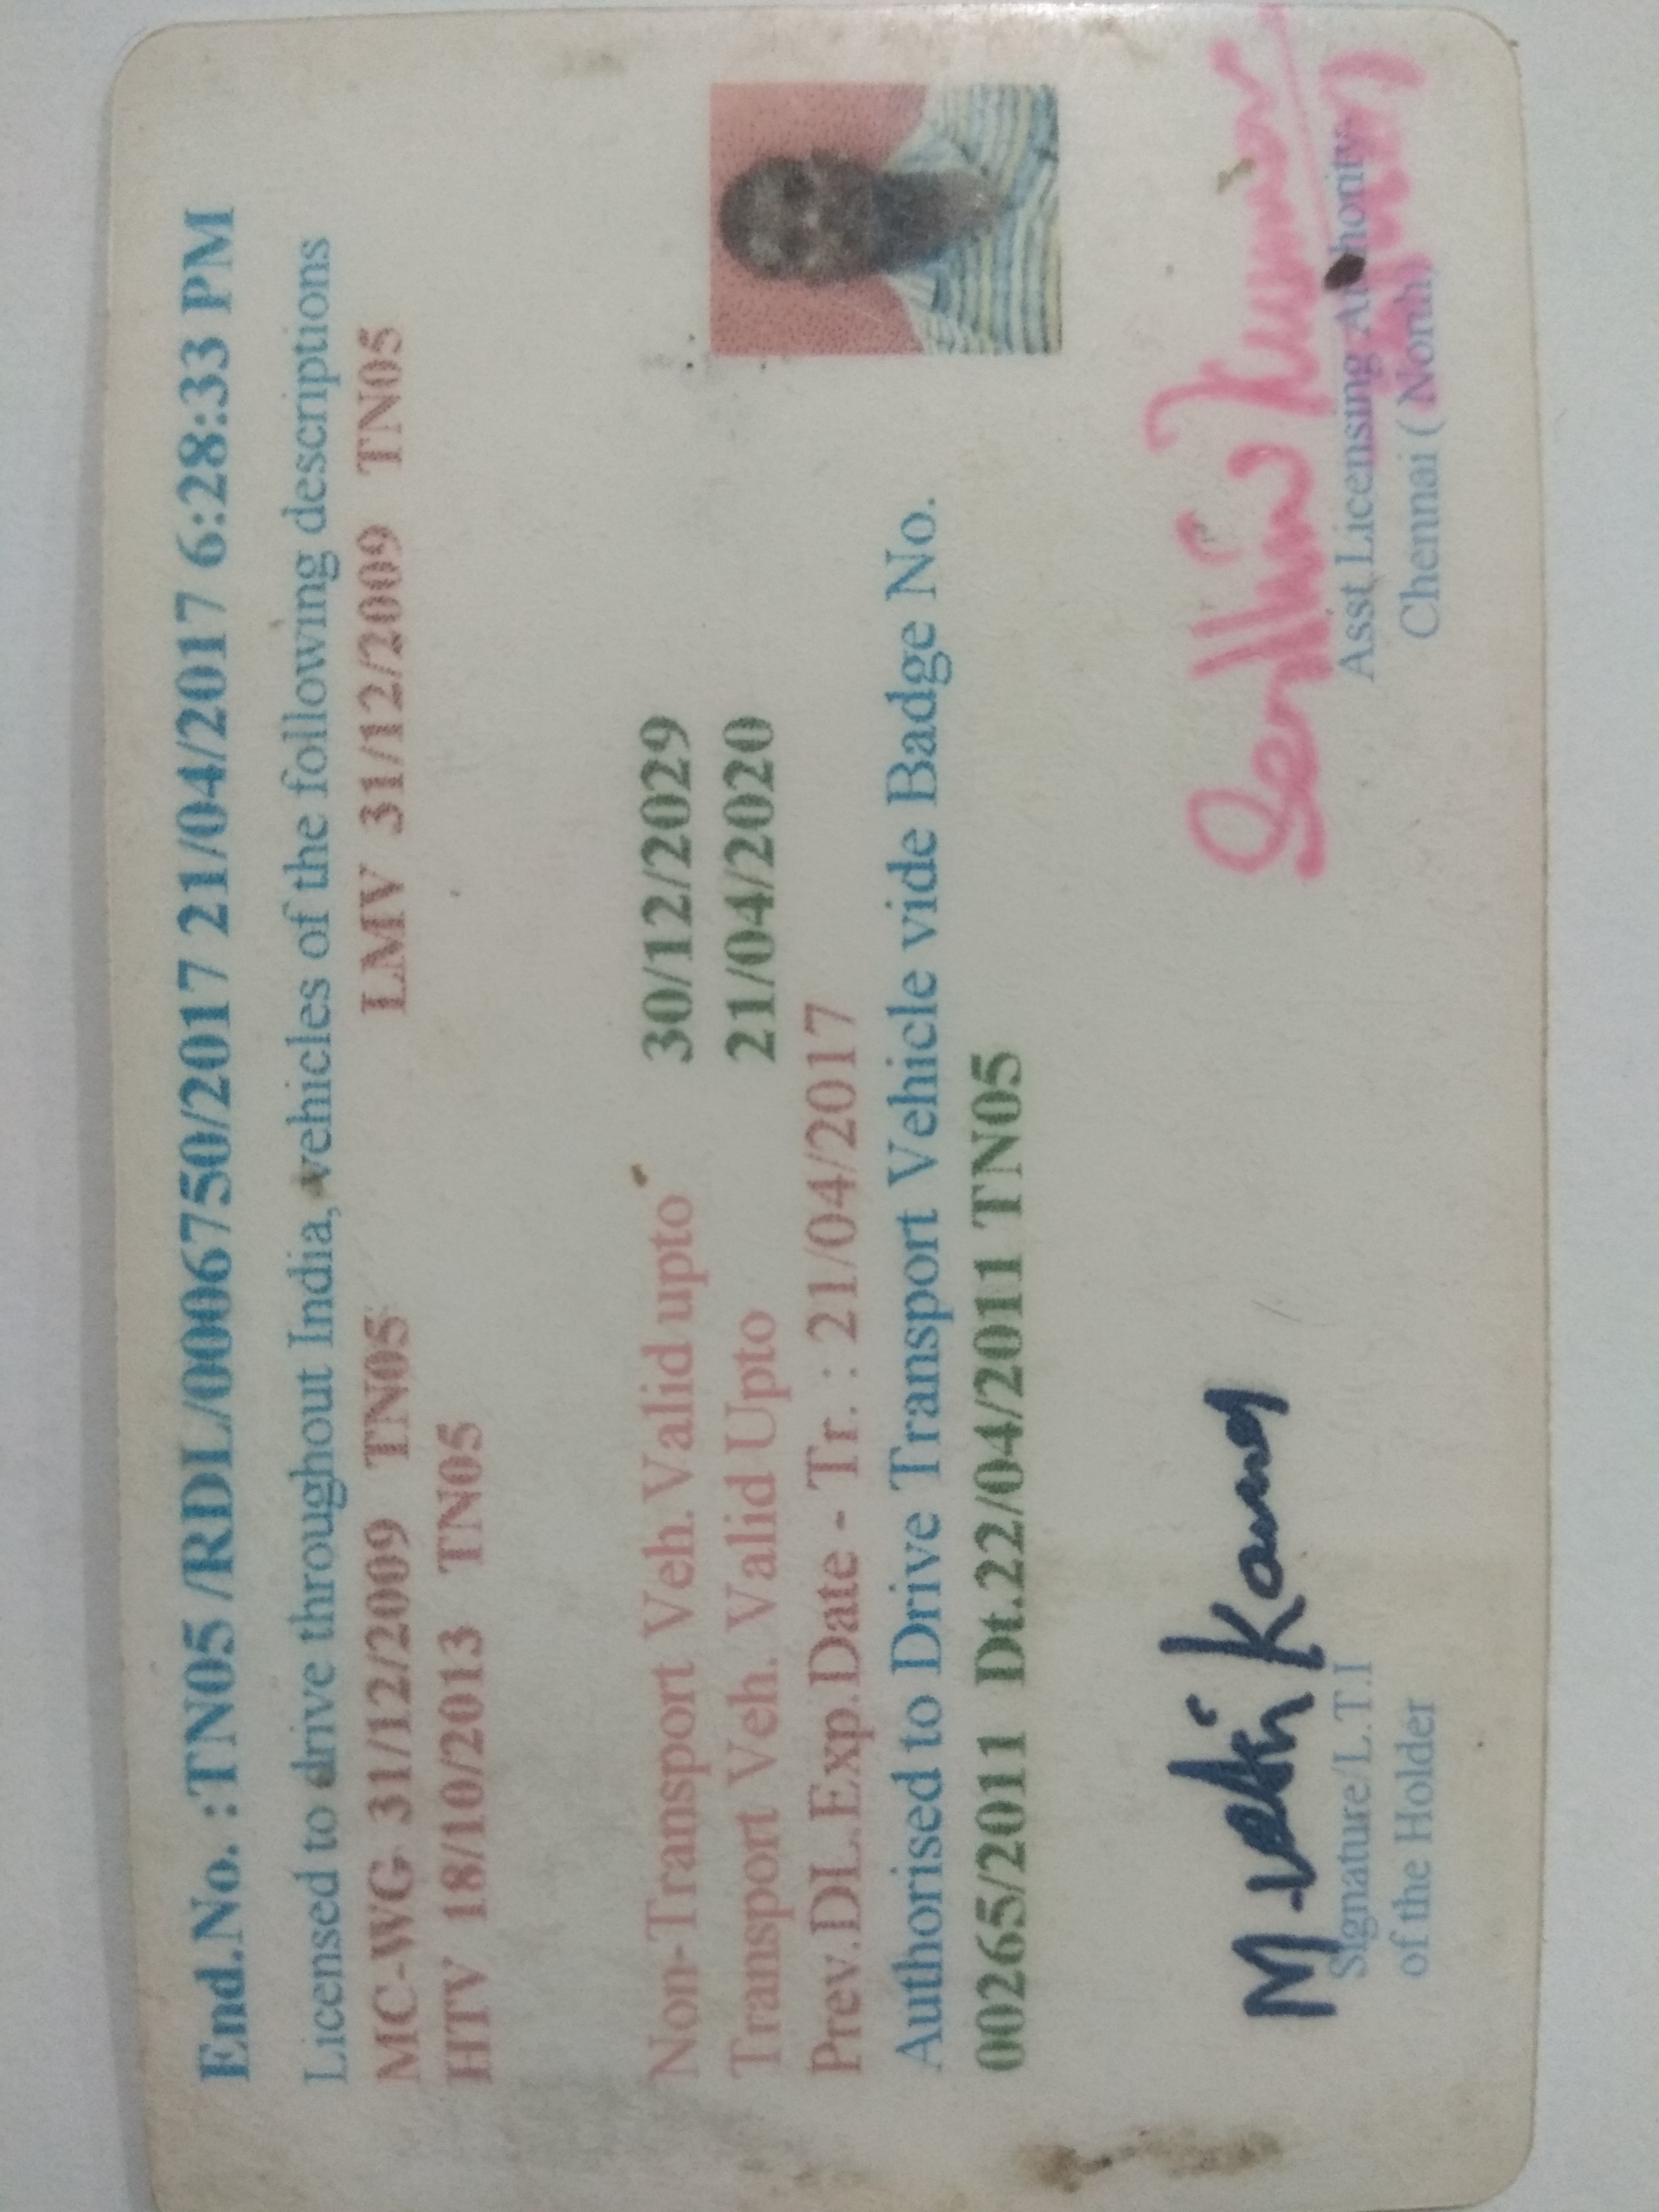 End.No. :TN05 /RDL/006750/2017 21/04/2017 6:28:33 PM
Licensed to drive throughout India, vehicles of the following descriptions
MC-WG 31/12/2009 TN05 LMV 31/12/2009 TN05
HTV 18/10/2013 TN05
Non-Transport Veh. Valid upto 30/12/2029
Transport Veh. Valid Upto 21/04/2020
Prev.DL.Exp.Date - Tr. : 21/04/2017
Authorised to Drive Transport Vehicle vide Badge No.
00265/2011 Dt.22/04/2011 TN05
Signature/L.T.I
of the Holder
Asst Licensing Authority
Chennai ( North)